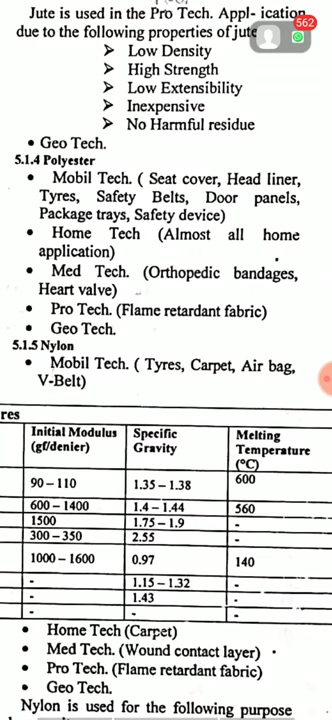 Jute is used in the Pro Tech. Appl- ication
due to the following properties of jute
562
➤ Low Density
➤ High Strength
➤ Low Extensibility
➤ Inexpensive
➤ No Harmful residue
• Geo Tech.
5.1.4 Polyester
• Mobil Tech. ( Seat cover, Head liner,
Tyres, Safety Belts, Door panels,
Package trays, Safety device)
• Home Tech (Almost all home
application)
• Med Tech. (Orthopedic bandages,
Heart valve)
• Pro Tech. (Flame retardant fabric)
• Geo Tech.
5.1.5 Nylon
• Mobil Tech. ( Tyres, Carpet, Air bag,
V-Belt)
res
Initial Modulus (gf/denier) Specific Gravity Melting Temperature (°C)
90 – 110 1.35 – 1.38 600
600 – 1400 1.4 – 1.44 560
1500 1.75 – 1.9 -
300 – 350 2.55 -
1000 – 1600 0.97 140
- 1.15 – 1.32 -
- 1.43 -
- - -
• Home Tech (Carpet)
• Med Tech. (Wound contact layer)
• Pro Tech. (Flame retardant fabric)
• Geo Tech.
Nylon is used for the following purpose